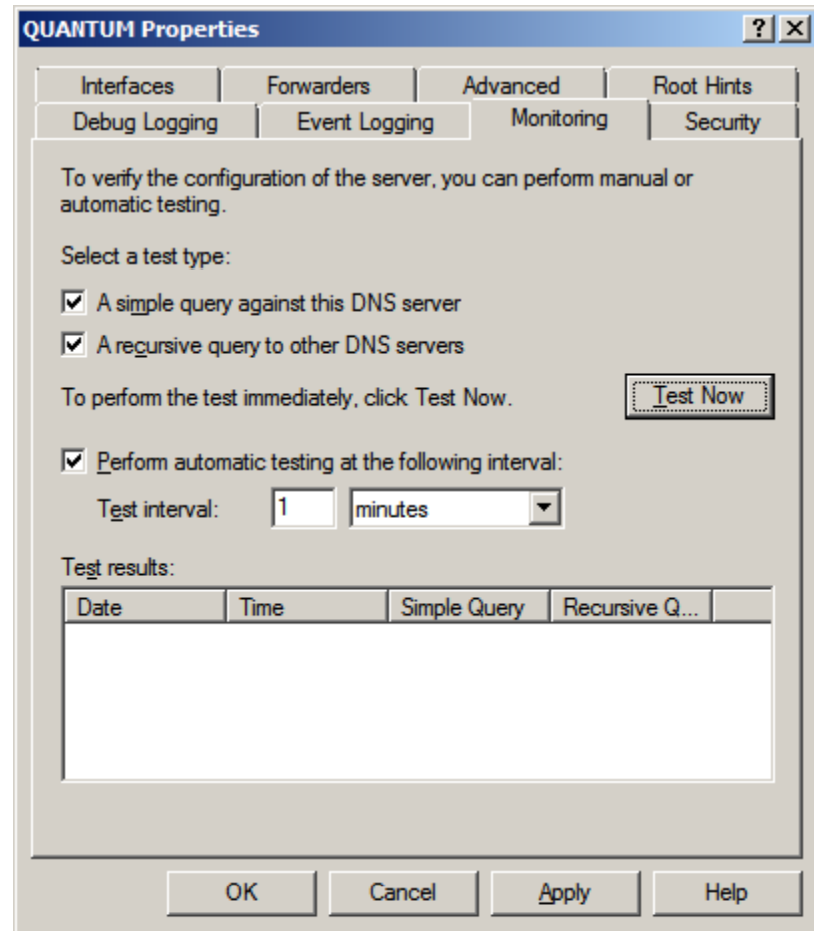 QUANTUM Properties
Interfaces Forwarders Advanced Root Hints
Debug Logging Event Logging Monitoring Security
To verify the configuration of the server, you can perform manual or
automatic testing.
Select a test type:
A simple query against this DNS server
A recursive query to other DNS servers
To perform the test immediately, click Test Now.
Test Now
Perform automatic testing at the following interval:
Test interval: 1 minutes
Test results:
Date Time Simple Query Recursive Q...
OK Cancel Apply Help